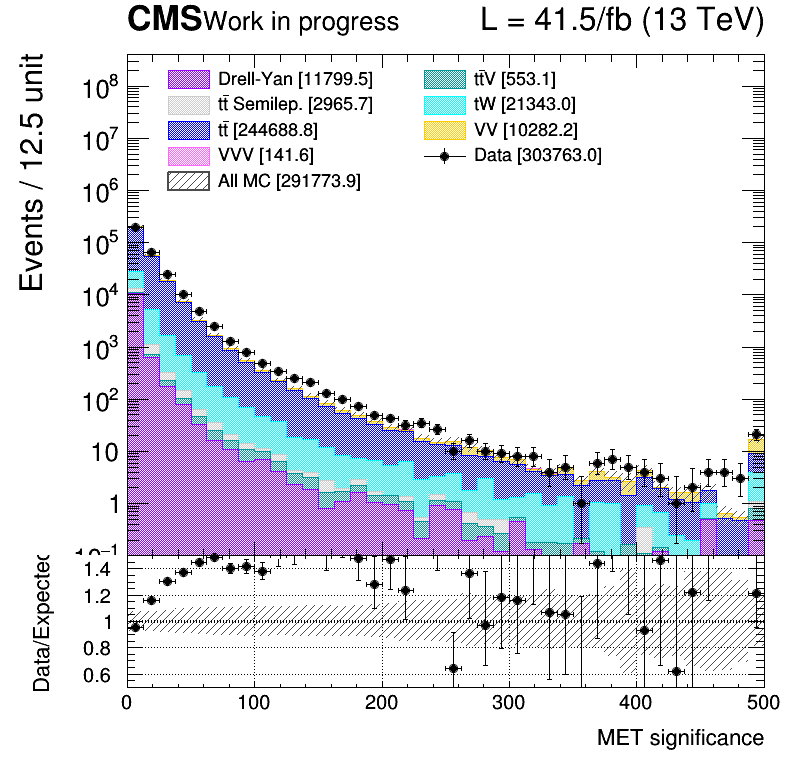 CMS Work in progress L = 41.5/fb (13 TeV)
Drell-Yan [11799.5] tt̄V [553.1]
tt̄ Semilep. [2965.7] tW [21343.0]
tt̄ [244688.8] VV [10282.2]
VVV [141.6] Data [303763.0]
All MC [291773.9]
Events / 12.5 unit
10⁸
10⁷
10⁶
10⁵
10⁴
10³
10²
10
1
10⁻¹
Data/Expected
1.4
1.2
1
0.8
0.6
0 100 200 300 400 500
MET significance